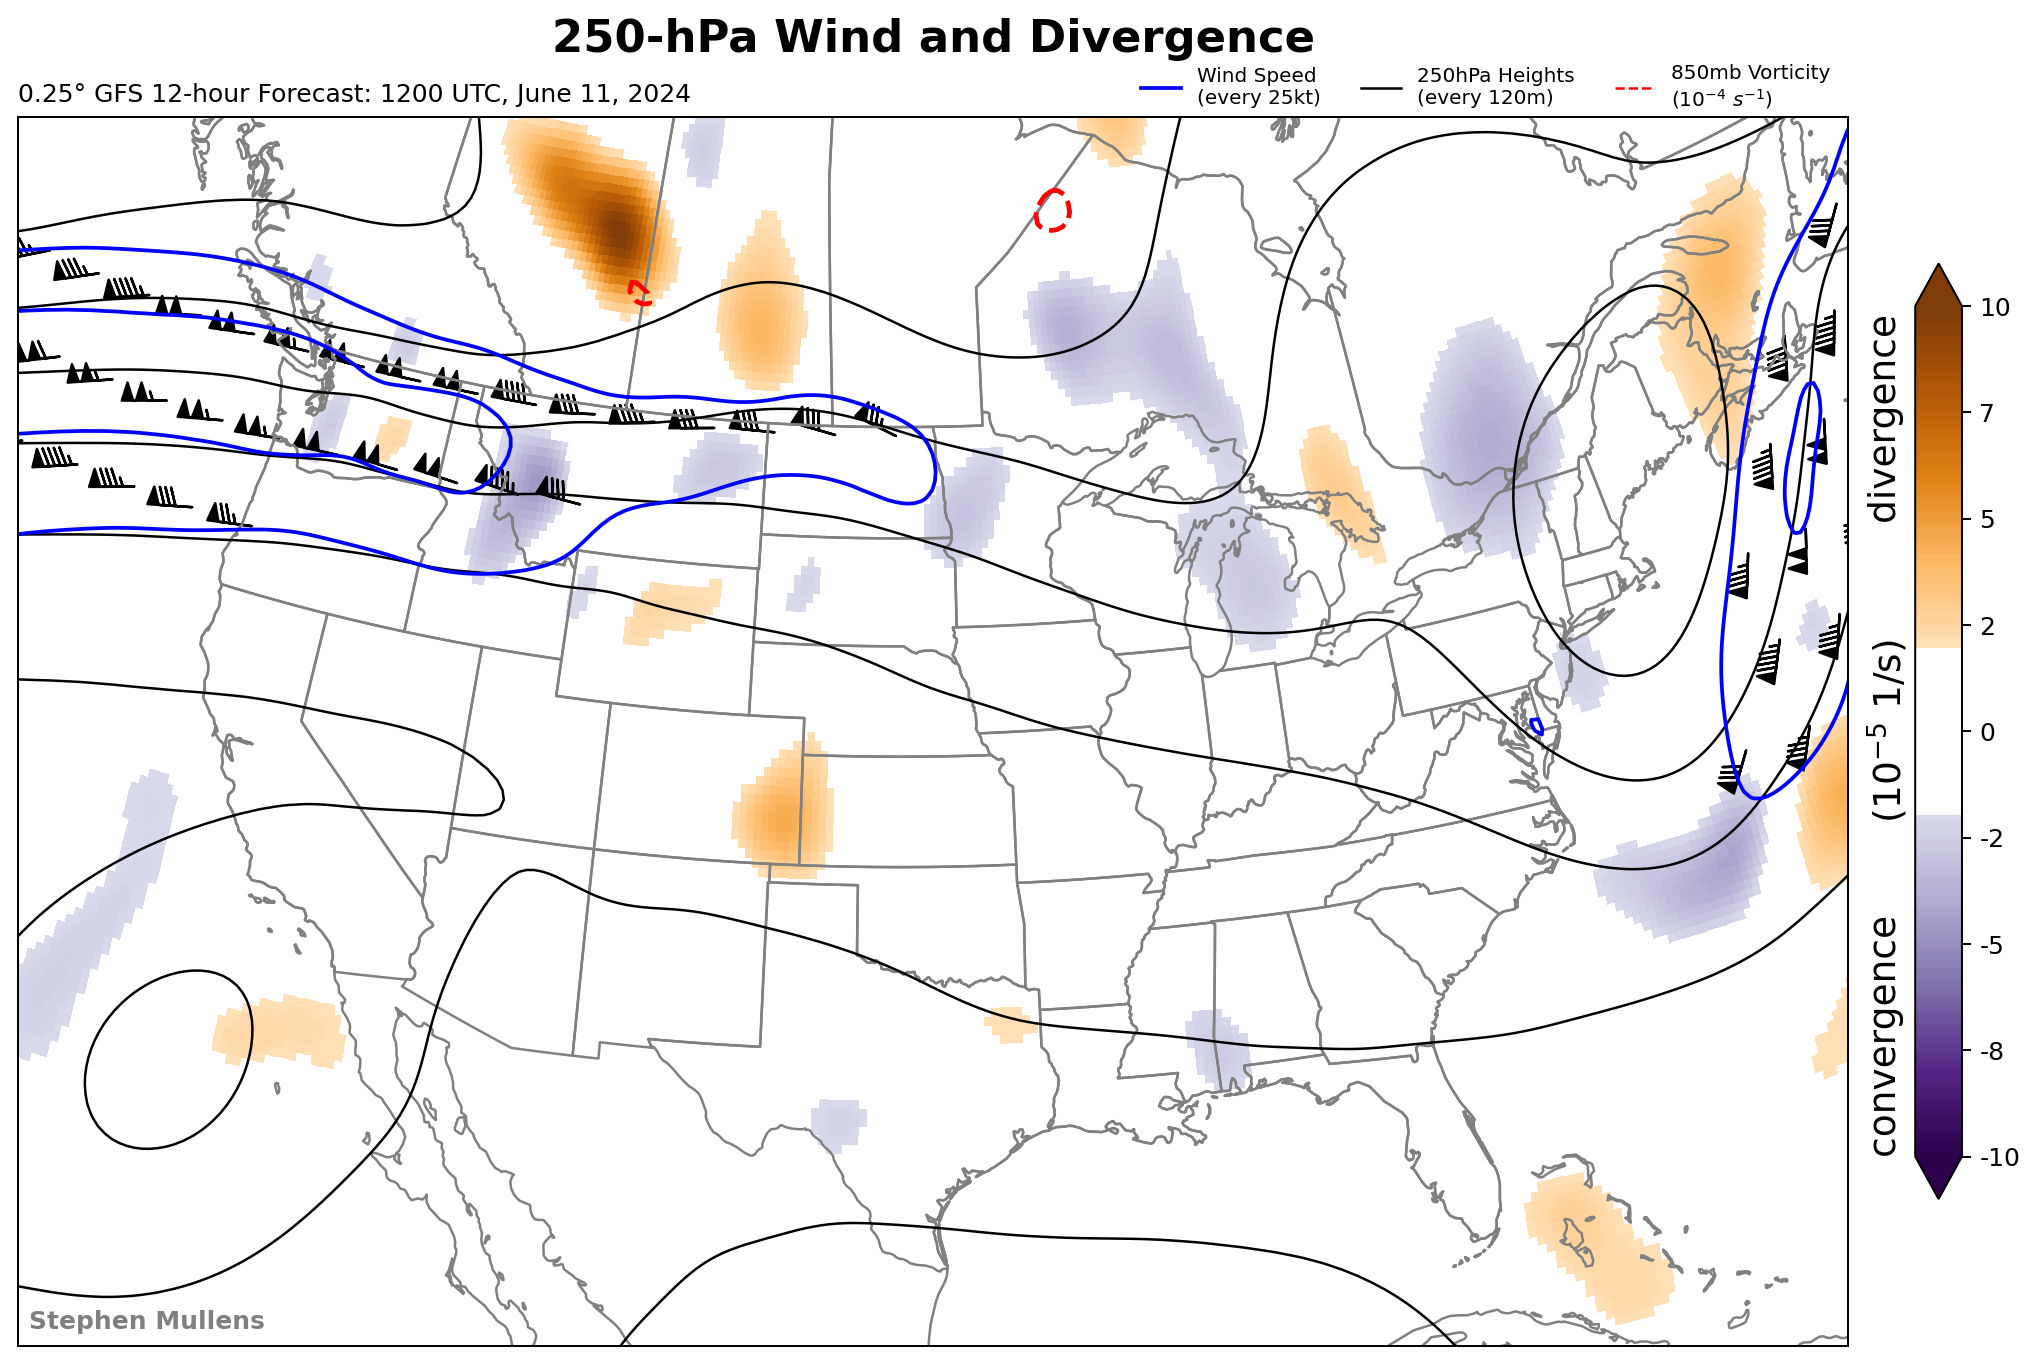 250-hPa Wind and Divergence
0.25° GFS 12-hour Forecast: 1200 UTC, June 11, 2024
Wind Speed
(every 25kt)
250hPa Heights
(every 120m)
850mb Vorticity
(10⁻⁴ s⁻¹)
10
7
5
2
0
-2
-5
-8
-10
convergence (10⁻⁵ 1/s) divergence
Stephen Mullens